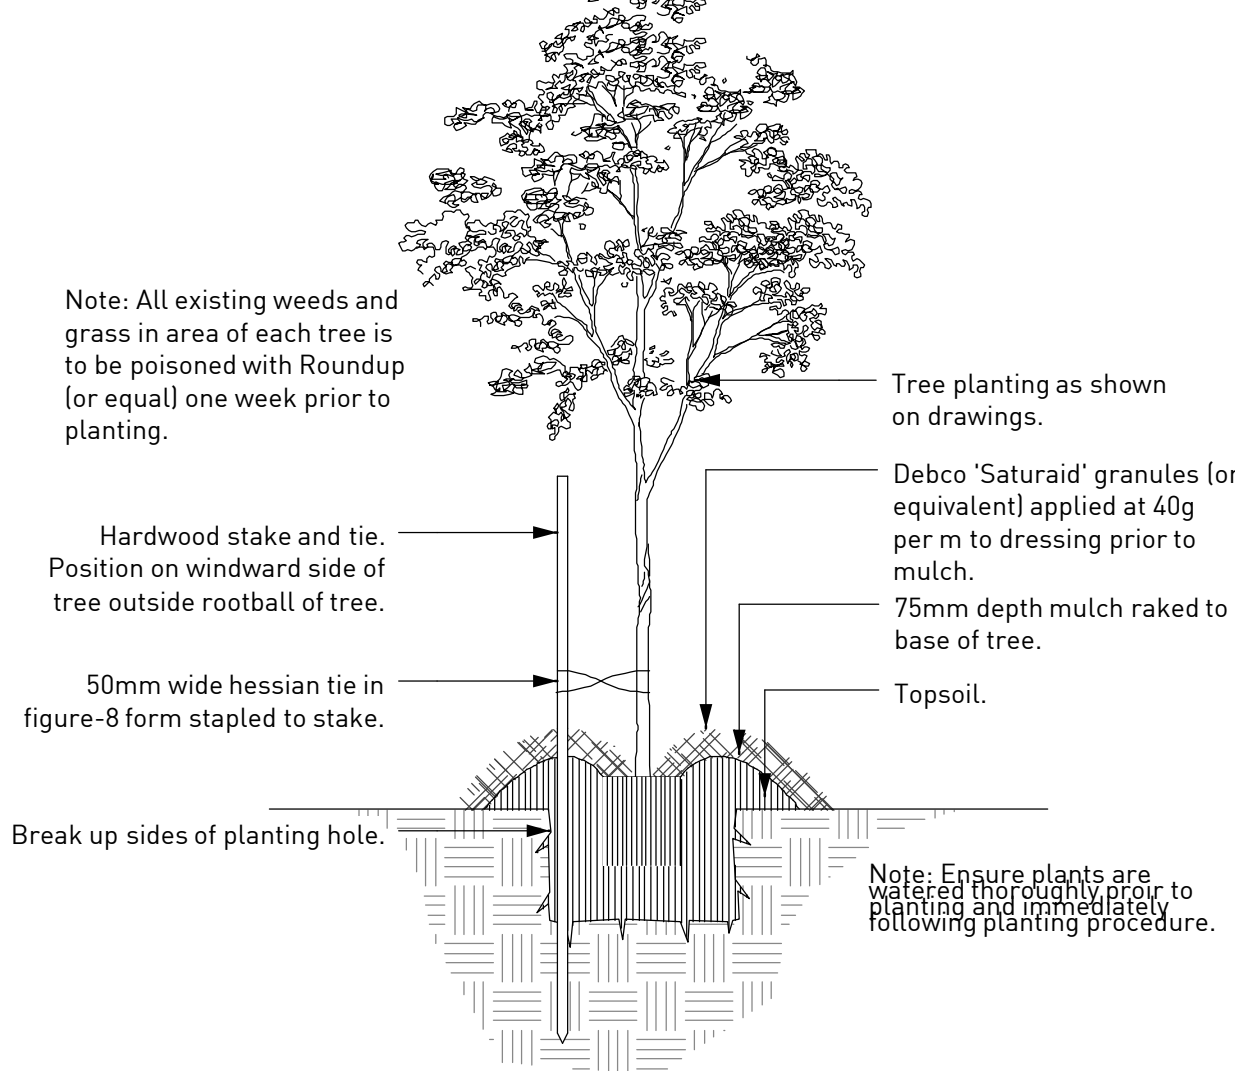 Note: All existing weeds and
grass in area of each tree is
to be poisoned with Roundup
(or equal) one week prior to
planting.
Hardwood stake and tie.
Position on windward side of
tree outside rootball of tree.
50mm wide hessian tie in
figure-8 form stapled to stake.
Break up sides of planting hole.
Tree planting as shown
on drawings.
Debco 'Saturaid' granules (or
equivalent) applied at 40g
per m to dressing prior to
mulch.
75mm depth mulch raked to
base of tree.
Topsoil.
Note: Ensure plants are
watered thoroughly proir to
planting and immediately
following planting procedure.